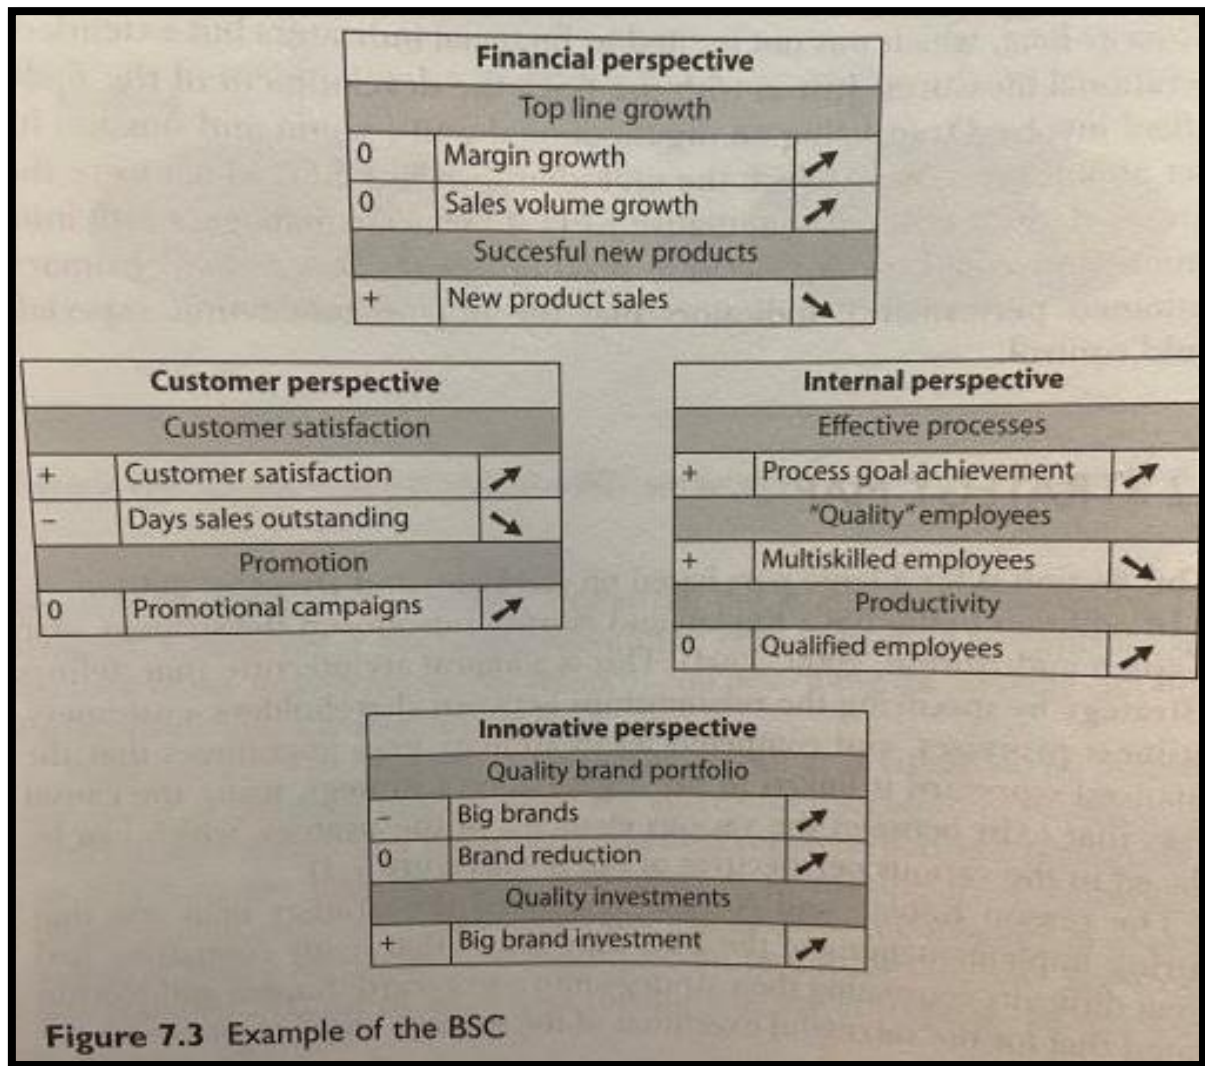 Financial perspective
Top line growth
0 Margin growth
0 Sales volume growth
Succesful new products
+ New product sales
Customer perspective
Customer satisfaction
+ Customer satisfaction
– Days sales outstanding
Promotion
0 Promotional campaigns
Internal perspective
Effective processes
+ Process goal achievement
"Quality" employees
+ Multiskilled employees
Productivity
0 Qualified employees
Innovative perspective
Quality brand portfolio
– Big brands
0 Brand reduction
Quality investments
+ Big brand investment
Figure 7.3 Example of the BSC